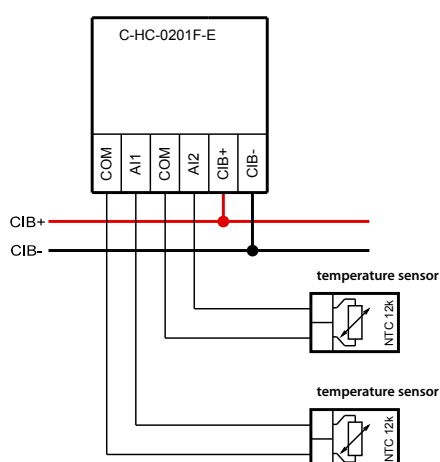 C-HC-0201F-E
COM
AI1
COM
AI2
CIB+
CIB-
CIB+
CIB-
temperature sensor
NTC 12k
temperature sensor
NTC 12k